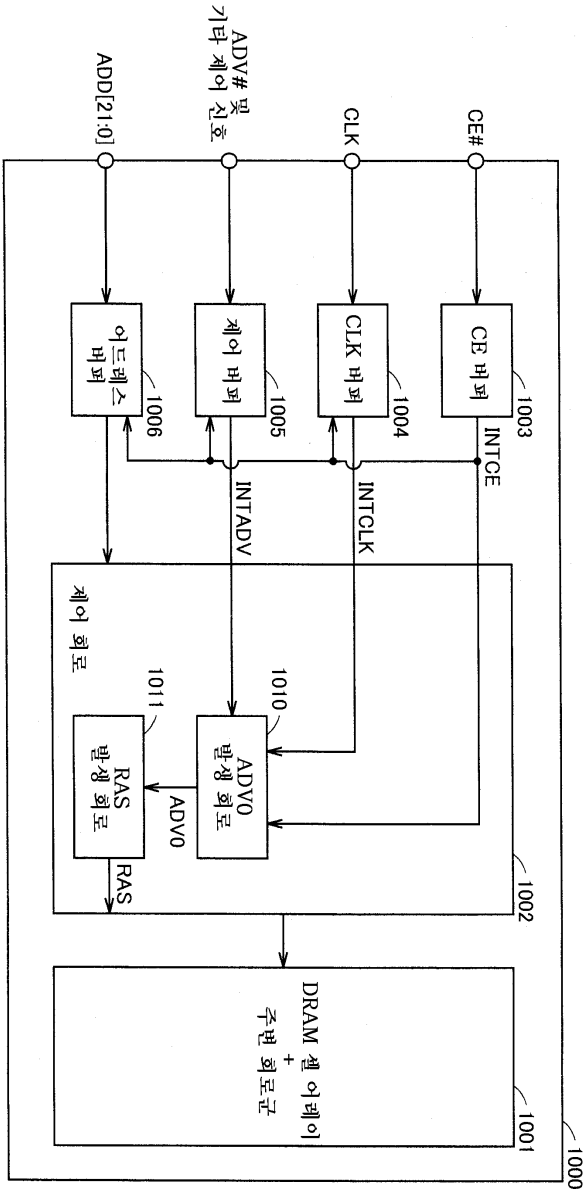 1000
CE#
CE 버퍼
1003
INTCE
1002
1001
CLK
CLK 버퍼
1004
INTCLK
ADV# 및
기타 제어 신호
제어 버퍼
1005
INTADV
1010
ADV0
발생 회로
ADV0
DRAM 셀 어레이
+
주변 회로군
ADD[21:0]
어드레스
버퍼
1006
제어 회로
1011
RAS
발생 회로
RAS